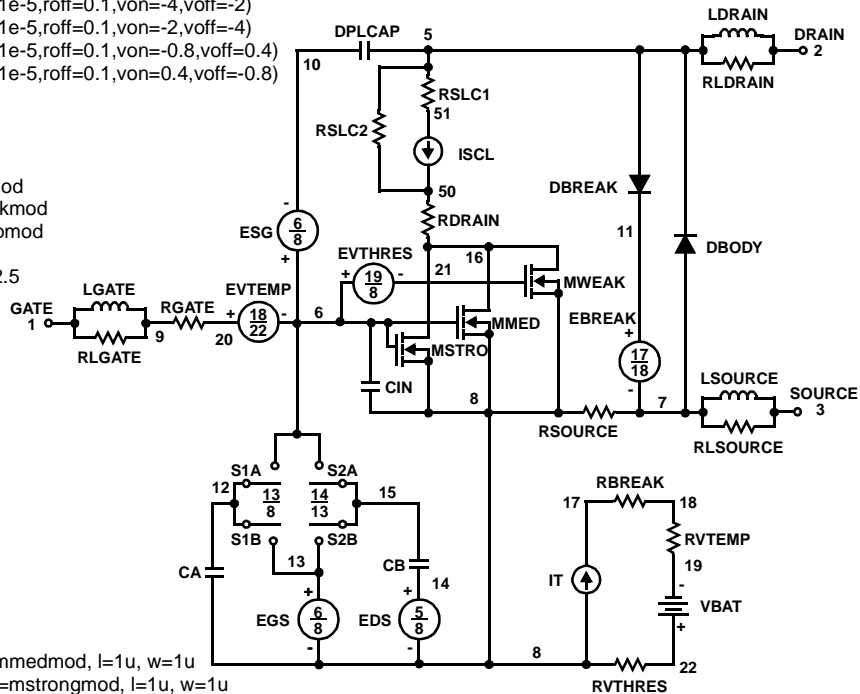 1e-5,roff=0.1,von=-4,voff=-2)
1e-5,roff=0.1,von=-2,voff=-4)
1e-5,roff=0.1,von=-0.8,voff=0.4)
1e-5,roff=0.1,von=0.4,voff=-0.8)
od
kmod
omod
2.5
mmedmod, l=1u, w=1u
=mstrongmod, l=1u, w=1u
DPLCAP
5
10
LDRAIN
DRAIN
2
RLDRAIN
RSLC1
51
RSLC2
ISCL
50
RDRAIN
DBREAK
11
DBODY
ESG
-
6
8
+
EVTHRES
+
19
8
-
21
16
MWEAK
LGATE
GATE
1
RLGATE
9
RGATE
20
EVTEMP
+
18
22
-
6
MMED
MSTRO
EBREAK
+
17
18
-
CIN
8
RSOURCE
7
LSOURCE
SOURCE
3
RLSOURCE
S1A
S2A
12
13
8
14
13
15
S1B
S2B
13
CA
CB
14
EGS
+
6
8
-
EDS
+
5
8
-
RBREAK
17
18
RVTEMP
19
IT
-
VBAT
+
8
22
RVTHRES